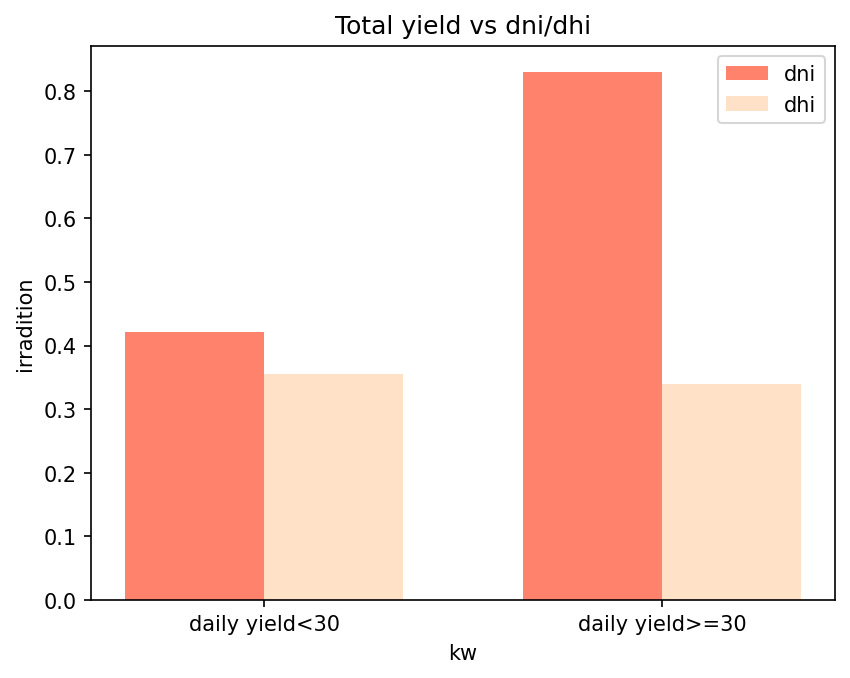 Total yield vs dni/dhi
dni
dhi
irradition
0.8
0.7
0.6
0.5
0.4
0.3
0.2
0.1
0.0
daily yield<30
daily yield>=30
kw